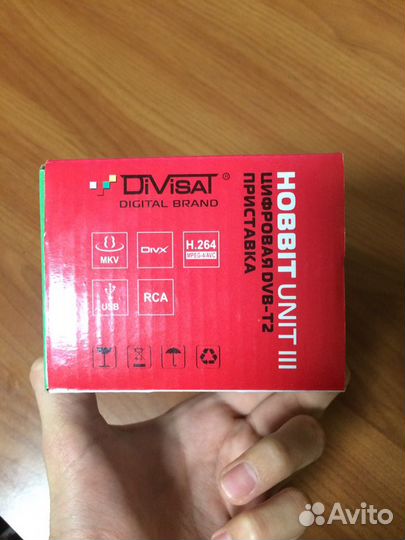 DiViSAT ®
DIGITAL BRAND
MKV
DIVX
H.264
MPEG-4 AVC
USB
RCA
HOBBIT UNIT III
ЦИФРОВАЯ DVB-T2
ПРИСТАВКА
Avito